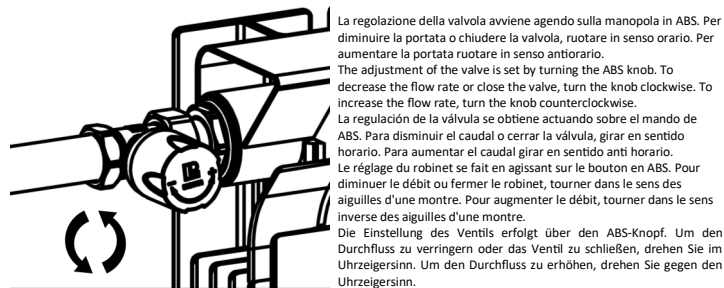 La regolazione della valvola avviene agendo sulla manopola in ABS. Per
diminuire la portata o chiudere la valvola, ruotare in senso orario. Per
aumentare la portata ruotare in senso antiorario.
The adjustment of the valve is set by turning the ABS knob. To
decrease the flow rate or close the valve, turn the knob clockwise. To
increase the flow rate, turn the knob counterclockwise.
La regulación de la válvula se obtiene actuando sobre el mando de
ABS. Para disminuir el caudal o cerrar la válvula, girar en sentido
horario. Para aumentar el caudal girar en sentido anti horario.
Le réglage du robinet se fait en agissant sur le bouton en ABS. Pour
diminuer le débit ou fermer le robinet, tourner dans le sens des
aiguilles d'une montre. Pour augmenter le débit, tourner dans le sens
inverse des aiguilles d'une montre.
Die Einstellung des Ventils erfolgt über den ABS-Knopf. Um den
Durchfluss zu verringern oder das Ventil zu schließen, drehen Sie im
Uhrzeigersinn. Um den Durchfluss zu erhöhen, drehen Sie gegen den
Uhrzeigersinn.